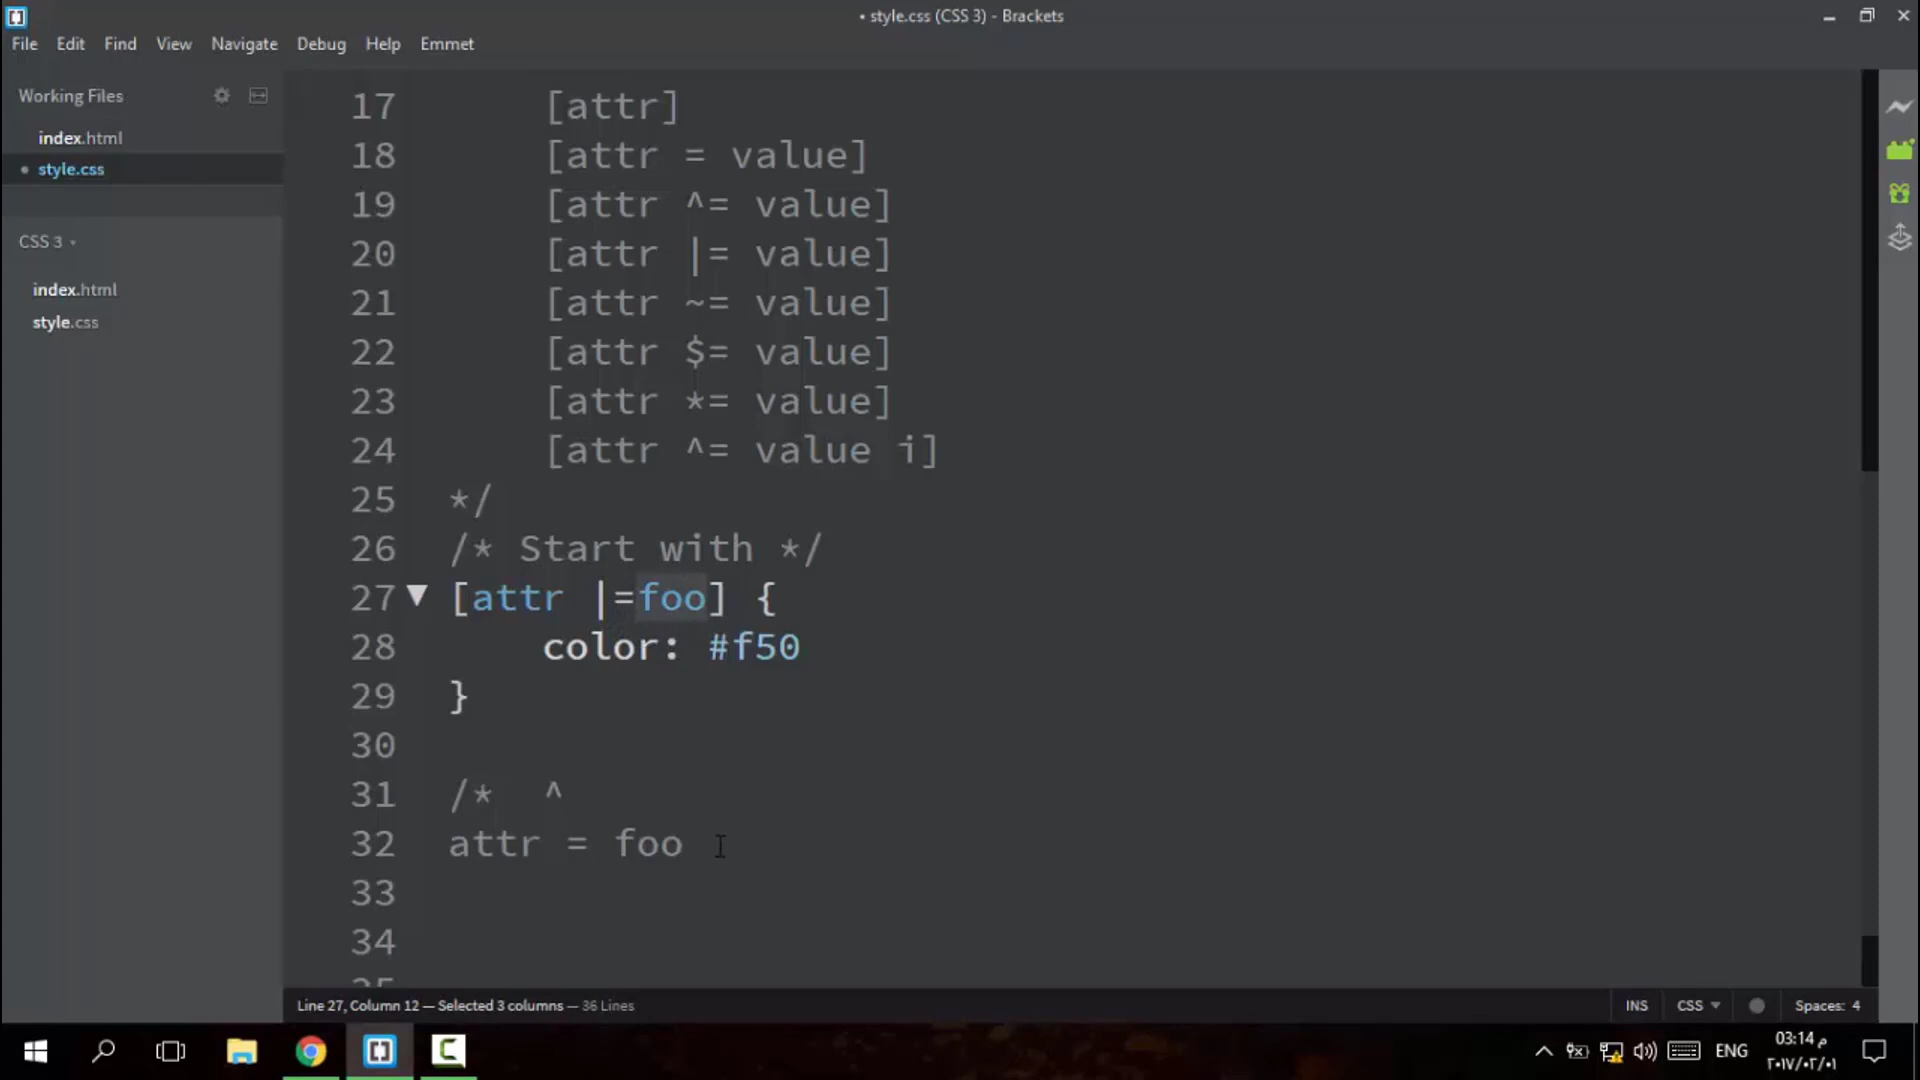 • style.css (CSS 3) - Brackets
File Edit Find View Navigate Debug Help Emmet
Working Files
index.html
• style.css
CSS 3
index.html
style.css
17 [attr]
18 [attr = value]
19 [attr ^= value]
20 [attr |= value]
21 [attr ~= value]
22 [attr $= value]
23 [attr *= value]
24 [attr ^= value i]
25 */
26 /* Start with */
27 [attr |=foo] {
28 color: #f50
29 }
30
31 /* ^
32 attr = foo
33
34
Line 27, Column 12 — Selected 3 columns — 36 Lines
INS CSS Spaces: 4
ENG
03:14 م
٢٠١٧/٠٢/٠١